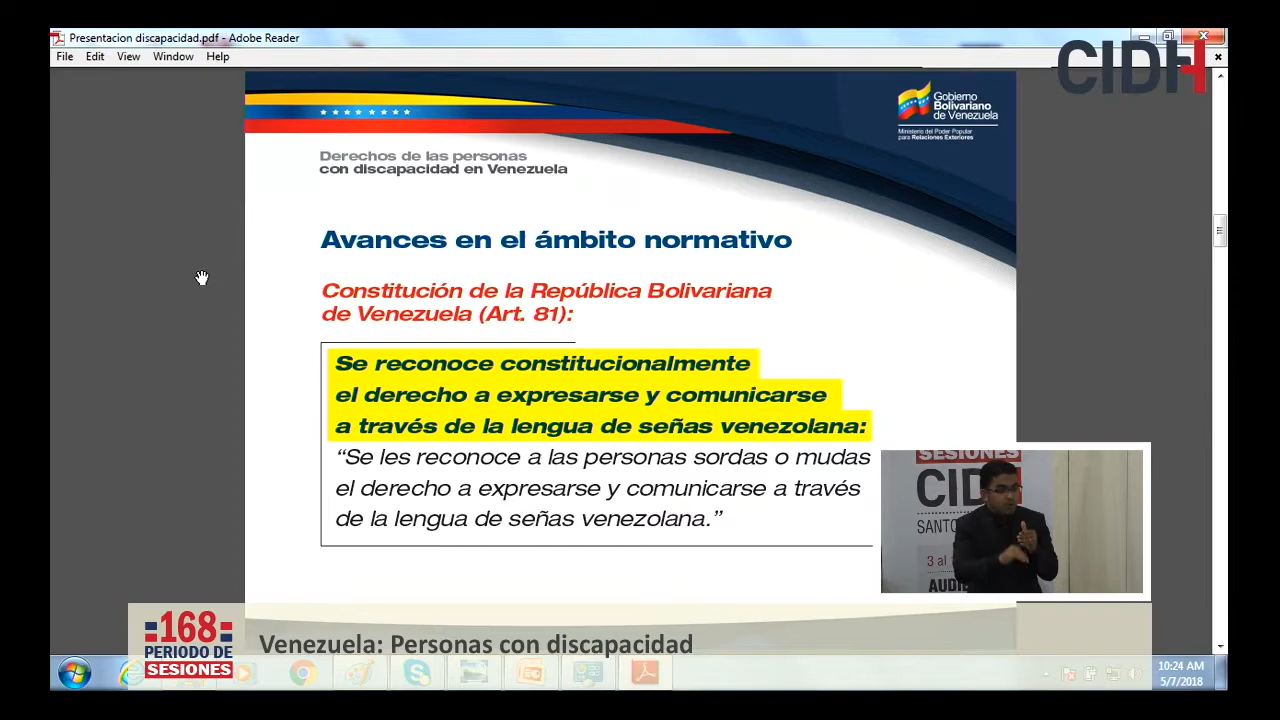 Presentacion discapacidad.pdf - Adobe Reader
File Edit View Window Help
CIDH
Gobierno
Bolivariano
de Venezuela
Ministerio del Poder Popular
para Relaciones Exteriores
Derechos de las personas
con discapacidad en Venezuela
Avances en el ámbito normativo
Constitución de la República Bolivariana
de Venezuela (Art. 81):
Se reconoce constitucionalmente
el derecho a expresarse y comunicarse
a través de la lengua de señas venezolana:
“Se les reconoce a las personas sordas o mudas
el derecho a expresarse y comunicarse a través
de la lengua de señas venezolana.”
SESIONES
CIDH
SANTO
3 al
AUDI
168
PERIODO DE
SESIONES
Venezuela: Personas con discapacidad
10:24 AM
5/7/2018